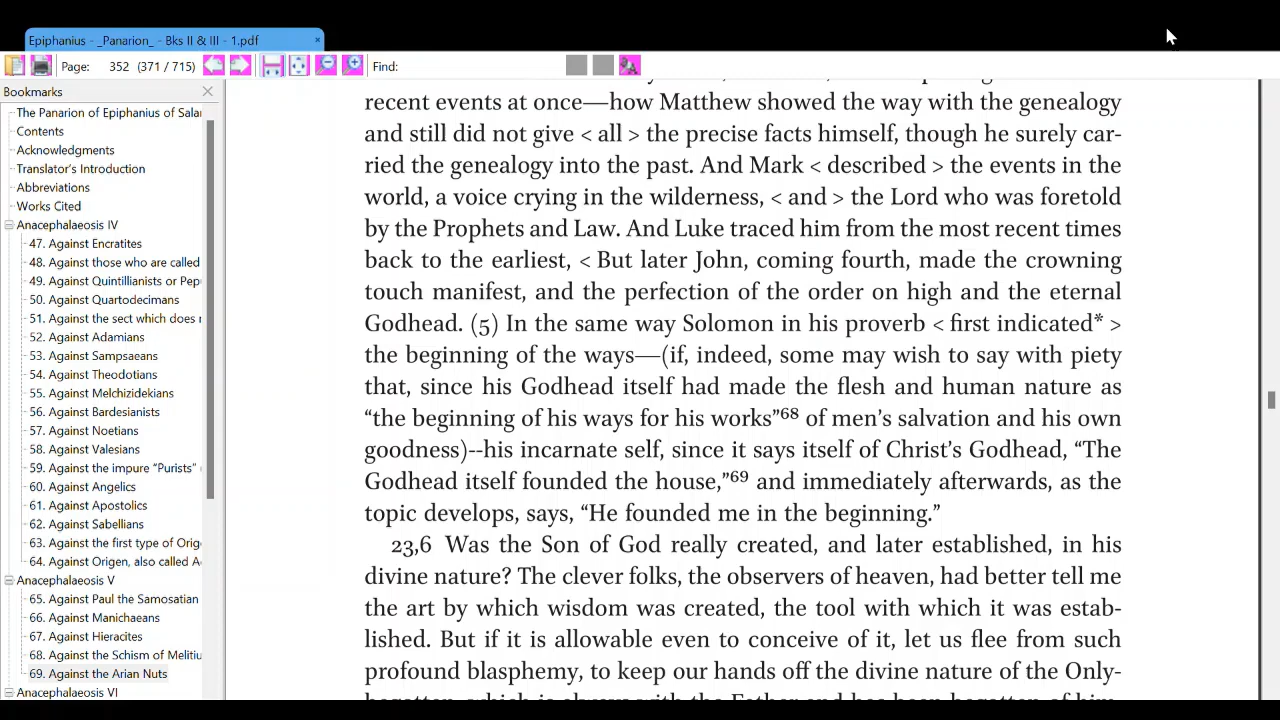 Epiphanius - _Panarion_ - Bks II & III - 1.pdf
Page: 352 (371 / 715) Find:
Bookmarks
The Panarion of Epiphanius of Sala
Contents
Acknowledgments
Translator's Introduction
Abbreviations
Works Cited
Anacephalaeosis IV
47. Against Encratites
48. Against those who are called
49. Against Quintillianists or Pep
50. Against Quartodecimans
51. Against the sect which does r
52. Against Adamians
53. Against Sampsaeans
54. Against Theodotians
55. Against Melchizidekians
56. Against Bardesianists
57. Against Noetians
58. Against Valesians
59. Against the impure “Purists” (
60. Against Angelics
61. Against Apostolics
62. Against Sabellians
63. Against the first type of Orig
64. Against Origen, also called A
Anacephalaeosis V
65. Against Paul the Samosatian
66. Against Manichaeans
67. Against Hieracites
68. Against the Schism of Melitiu
69. Against the Arian Nuts
Anacephalaeosis VI
recent events at once—how Matthew showed the way with the genealogy
and still did not give < all > the precise facts himself, though he surely car-
ried the genealogy into the past. And Mark < described > the events in the
world, a voice crying in the wilderness, < and > the Lord who was foretold
by the Prophets and Law. And Luke traced him from the most recent times
back to the earliest, < But later John, coming fourth, made the crowning
touch manifest, and the perfection of the order on high and the eternal
Godhead. (5) In the same way Solomon in his proverb < first indicated* >
the beginning of the ways—(if, indeed, some may wish to say with piety
that, since his Godhead itself had made the flesh and human nature as
“the beginning of his ways for his works”68 of men’s salvation and his own
goodness)--his incarnate self, since it says itself of Christ’s Godhead, “The
Godhead itself founded the house,”69 and immediately afterwards, as the
topic develops, says, “He founded me in the beginning.”
23,6 Was the Son of God really created, and later established, in his
divine nature? The clever folks, the observers of heaven, had better tell me
the art by which wisdom was created, the tool with which it was estab-
lished. But if it is allowable even to conceive of it, let us flee from such
profound blasphemy, to keep our hands off the divine nature of the Only-